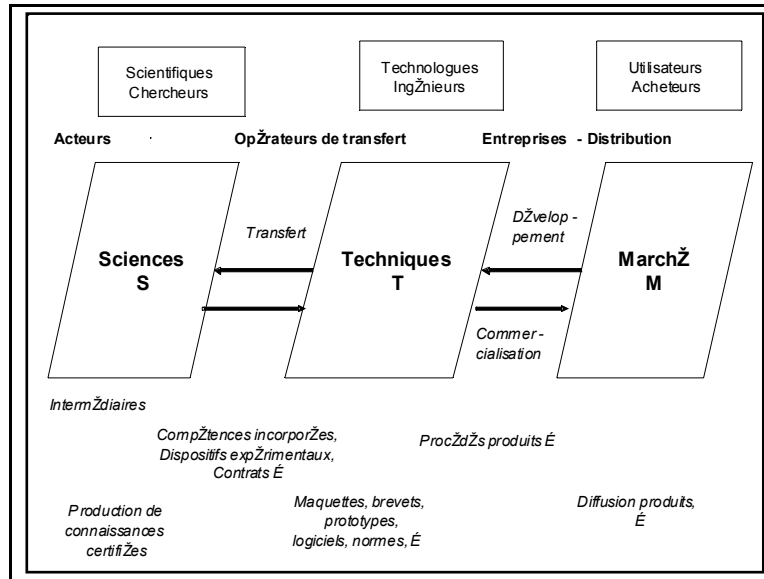 Scientifiques
Chercheurs
Technologues
IngŽnieurs
Utilisateurs
Acheteurs
Acteurs
OpŽrateurs de transfert
Entreprises - Distribution
Transfert
DŽvelop -
pement
Sciences
S
Techniques
T
MarchŽ
M
Commer -
cialisation
IntermŽdiaires
CompŽtences incorporŽes,
Dispositifs expŽrimentaux,
Contrats É
ProcŽdŽs produits É
Production de
connaissances
certifiŽes
Maquettes, brevets,
prototypes,
logiciels, normes, É
Diffusion produits,
É